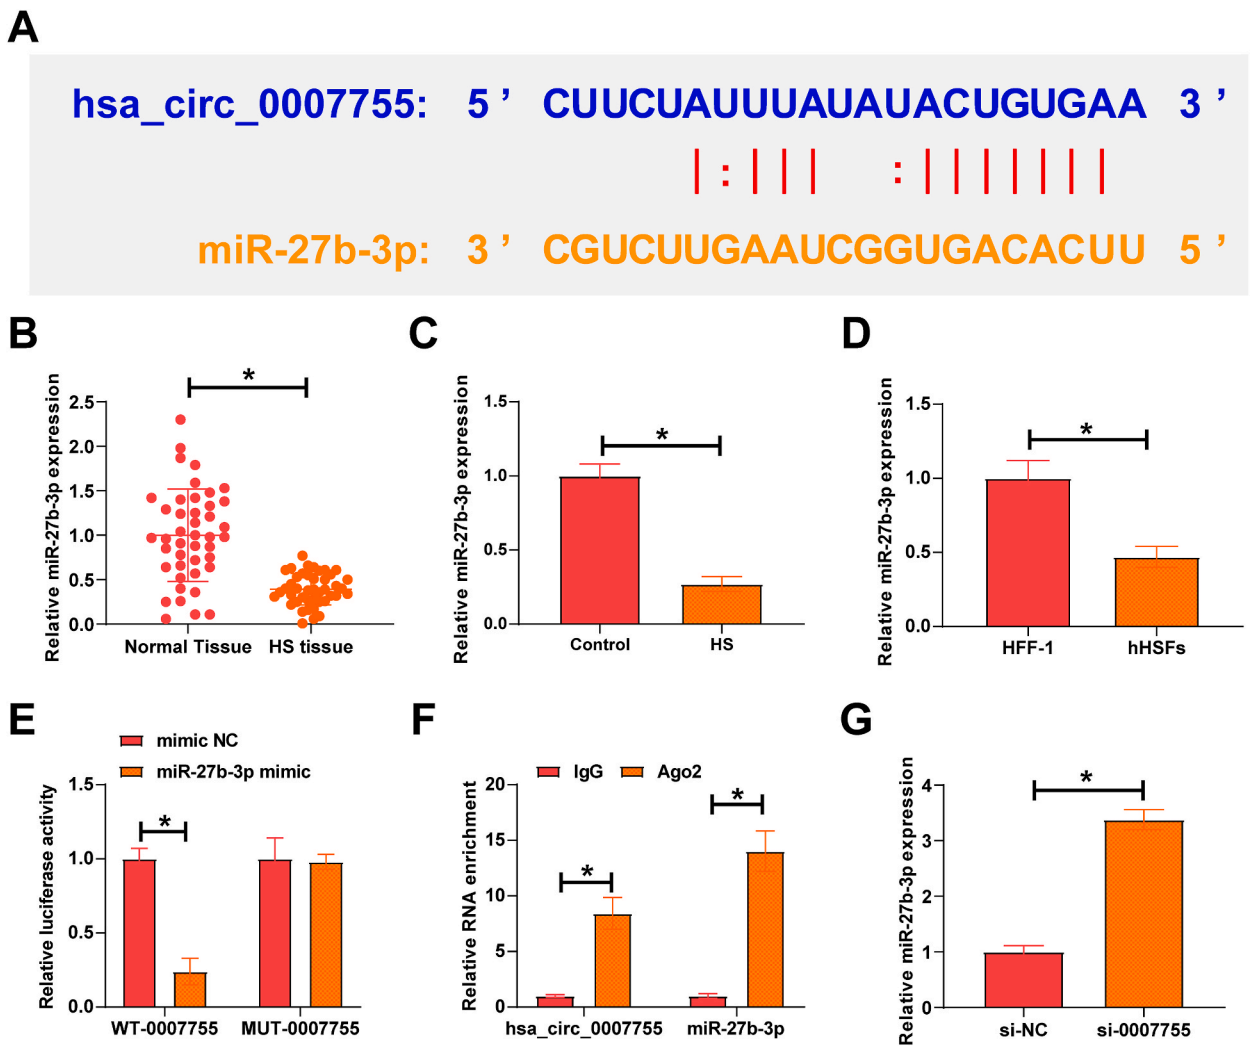 A
hsa_circ_0007755: 5 ’ CUUCUAUUUAUAUACUGUGAA 3 ’
miR-27b-3p: 3 ’ CGUCUUGAAUCGGUGACACUU 5 ’
B
Relative miR-27b-3p expression
2.5
2.0
1.5
1.0
0.5
0.0
*
Normal Tissue
HS tissue
C
Relative miR-27b-3p expression
1.5
1.0
0.5
0.0
*
Control
HS
D
Relative miR-27b-3p expression
1.5
1.0
0.5
0.0
*
HFF-1
hHSFs
E
mimic NC
miR-27b-3p mimic
Relative luciferase activity
1.5
1.0
0.5
0.0
*
WT-0007755
MUT-0007755
F
IgG
Ago2
Relative RNA enrichment
20
15
10
5
0
*
*
hsa_circ_0007755
miR-27b-3p
G
Relative miR-27b-3p expression
4
3
2
1
0
*
si-NC
si-0007755